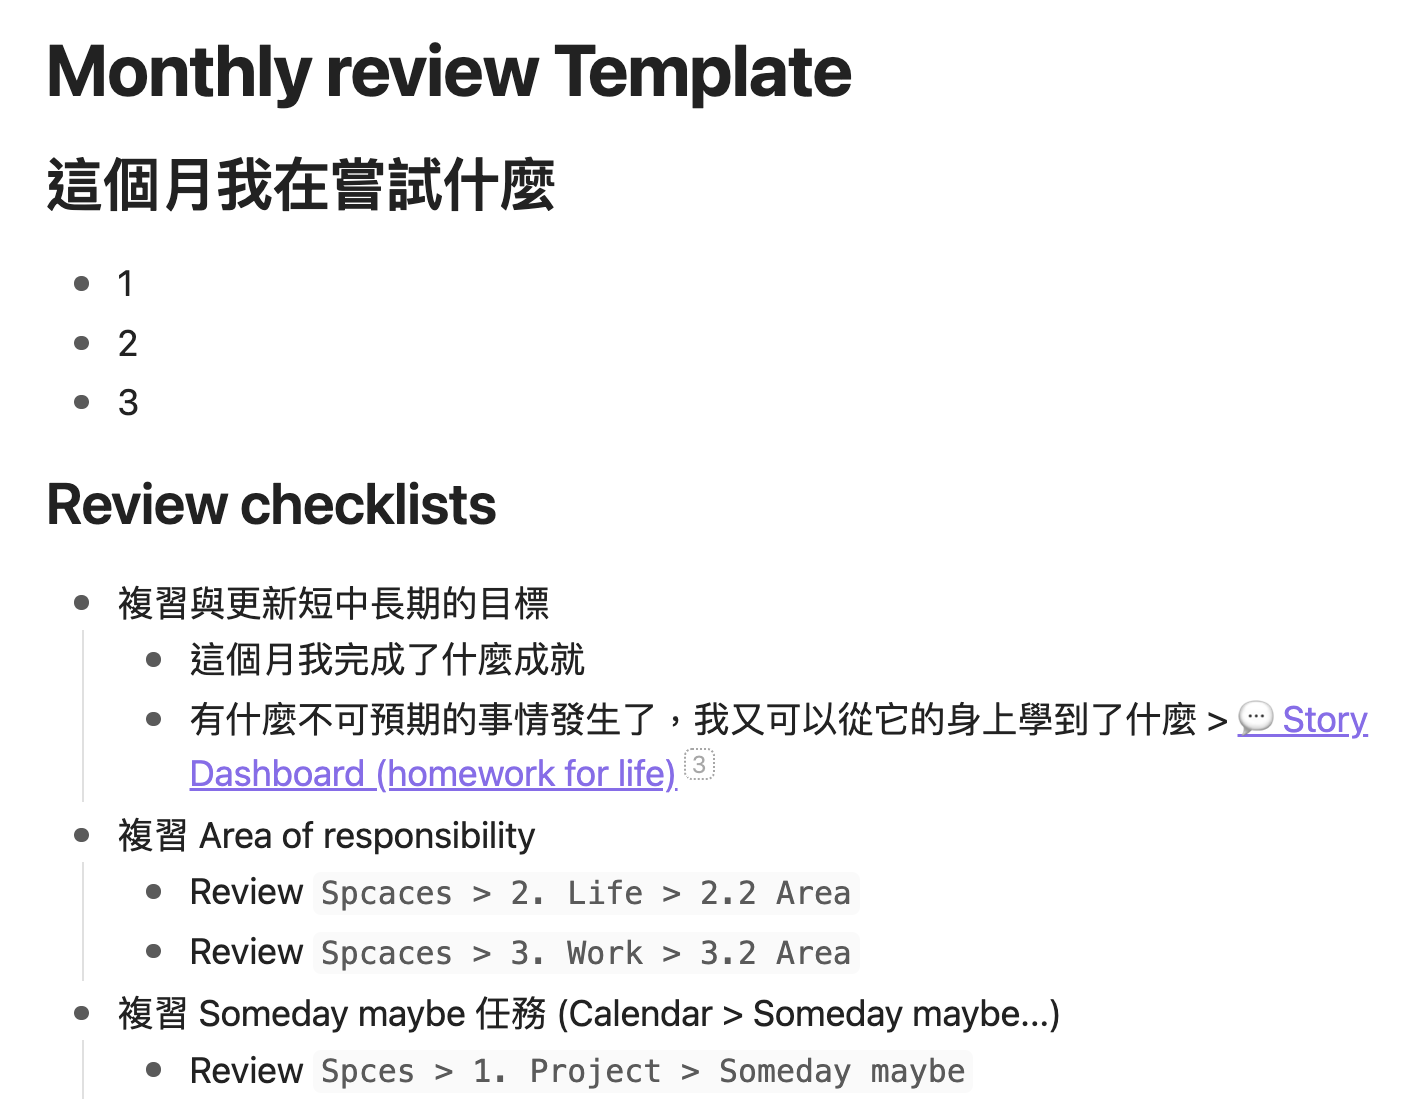 Monthly review Template
這個月我在嘗試什麼
1
2
3
Review checklists
複習與更新短中長期的目標
這個月我完成了什麼成就
有什麼不可預期的事情發生了，我又可以從它的身上學到了什麼 > 💬 Story
Dashboard (homework for life) 3
複習 Area of responsibility
Review Spcaces > 2. Life > 2.2 Area
Review Spcaces > 3. Work > 3.2 Area
複習 Someday maybe 任務 (Calendar > Someday maybe...)
Review Spces > 1. Project > Someday maybe